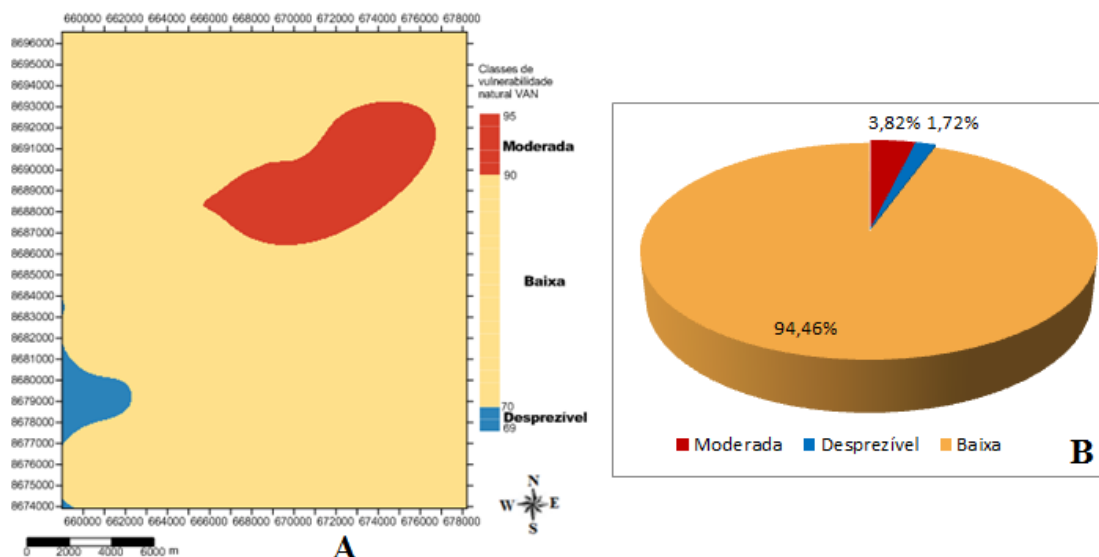 660000 662000 664000 666000 668000 670000 672000 674000 676000 678000
8696000
8695000
8694000
8693000
8692000
8691000
8690000
8689000
8688000
8687000
8686000
8685000
8684000
8683000
8682000
8681000
8680000
8679000
8678000
8677000
8676000
8675000
8674000
660000 662000 664000 666000 668000 670000 672000 674000 676000 678000
0 2000 4000 6000 m
A
Classes de
vulnerabilidade
natural VAN
95
Moderada
90
Baixa
70
Desprezível
69
N
W E
S
3,82% 1,72%
94,46%
Moderada Desprezível Baixa
B